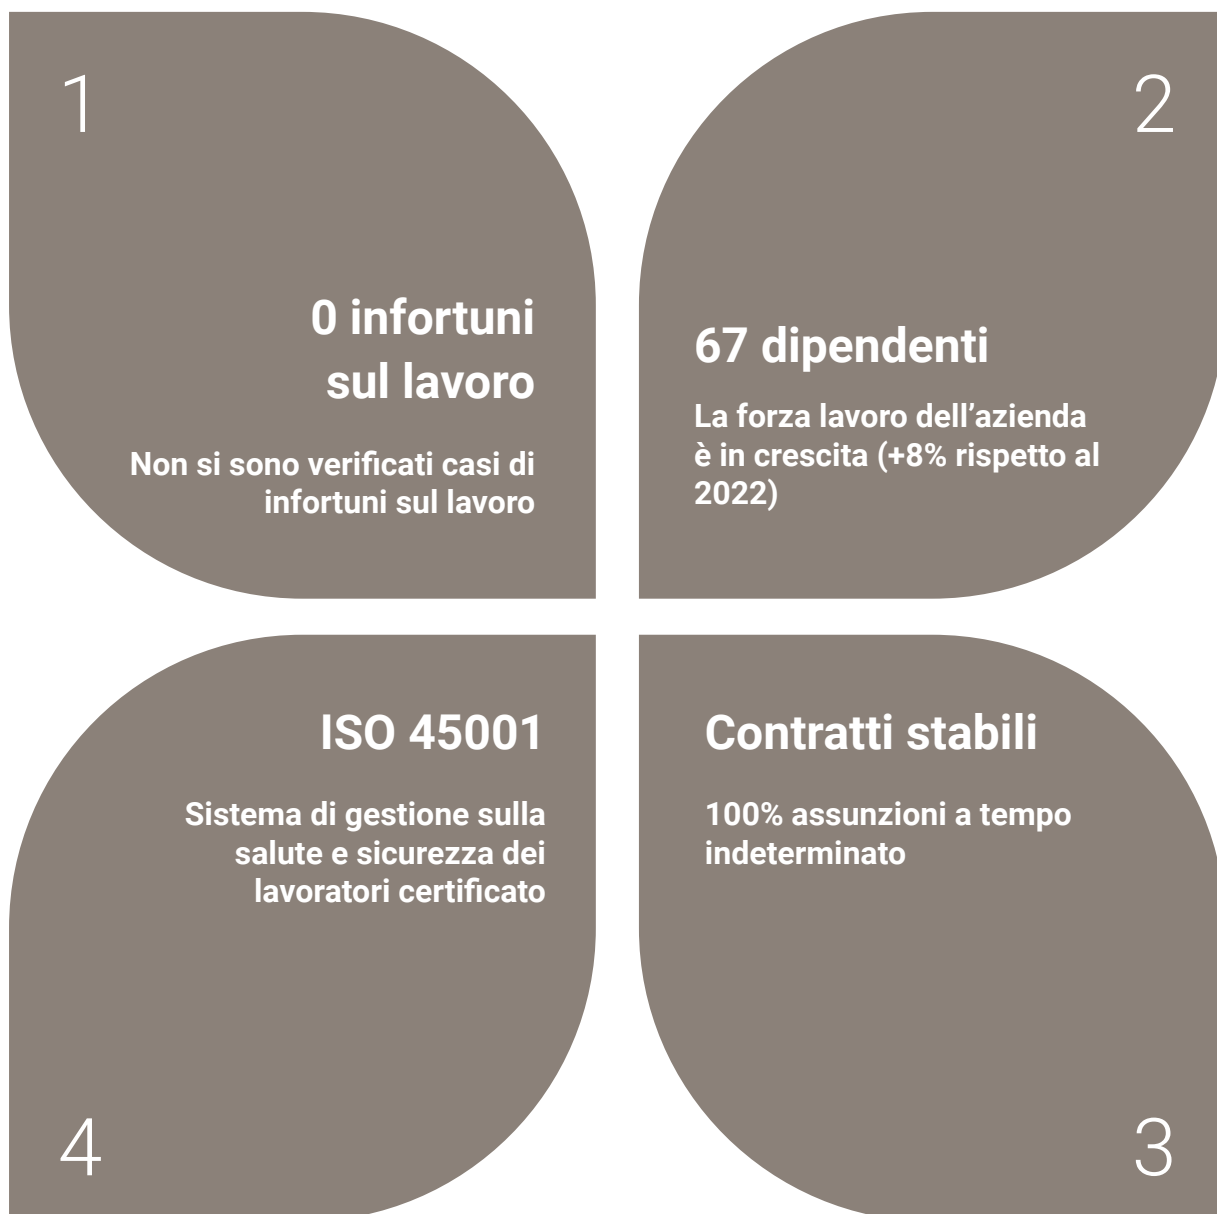 1
0 infortuni
sul lavoro
Non si sono verificati casi di
infortuni sul lavoro
2
67 dipendenti
La forza lavoro dell’azienda
è in crescita (+8% rispetto al
2022)
Contratti stabili
100% assunzioni a tempo
indeterminato
3
ISO 45001
Sistema di gestione sulla
salute e sicurezza dei
lavoratori certificato
4